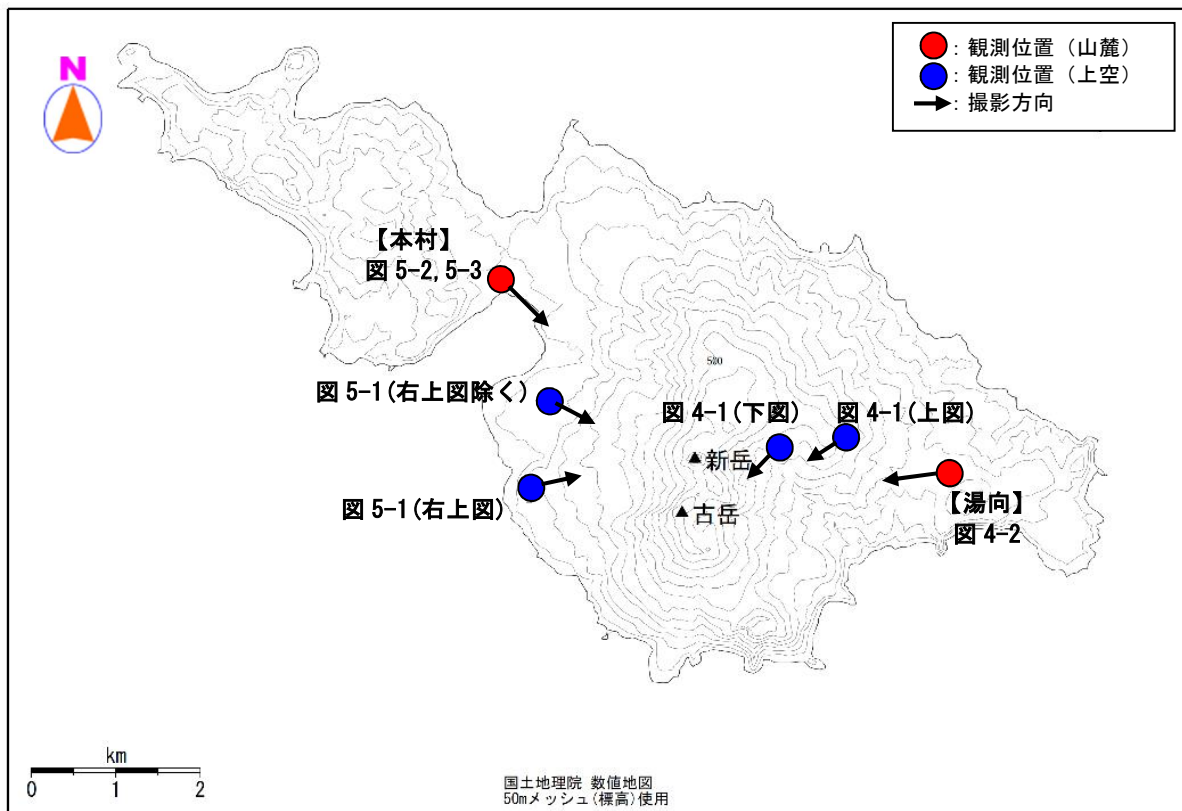 N
：観測位置（山麓）
：観測位置（上空）
：撮影方向
【本村】
図 5-2, 5-3
500
図 5-1(右上図除く)
図 4-1(下図)
図 4-1(上図)
新岳
図 5-1(右上図)
古岳
【湯向】
図 4-2
km
0 1 2
国土地理院 数値地図
50mメッシュ(標高)使用